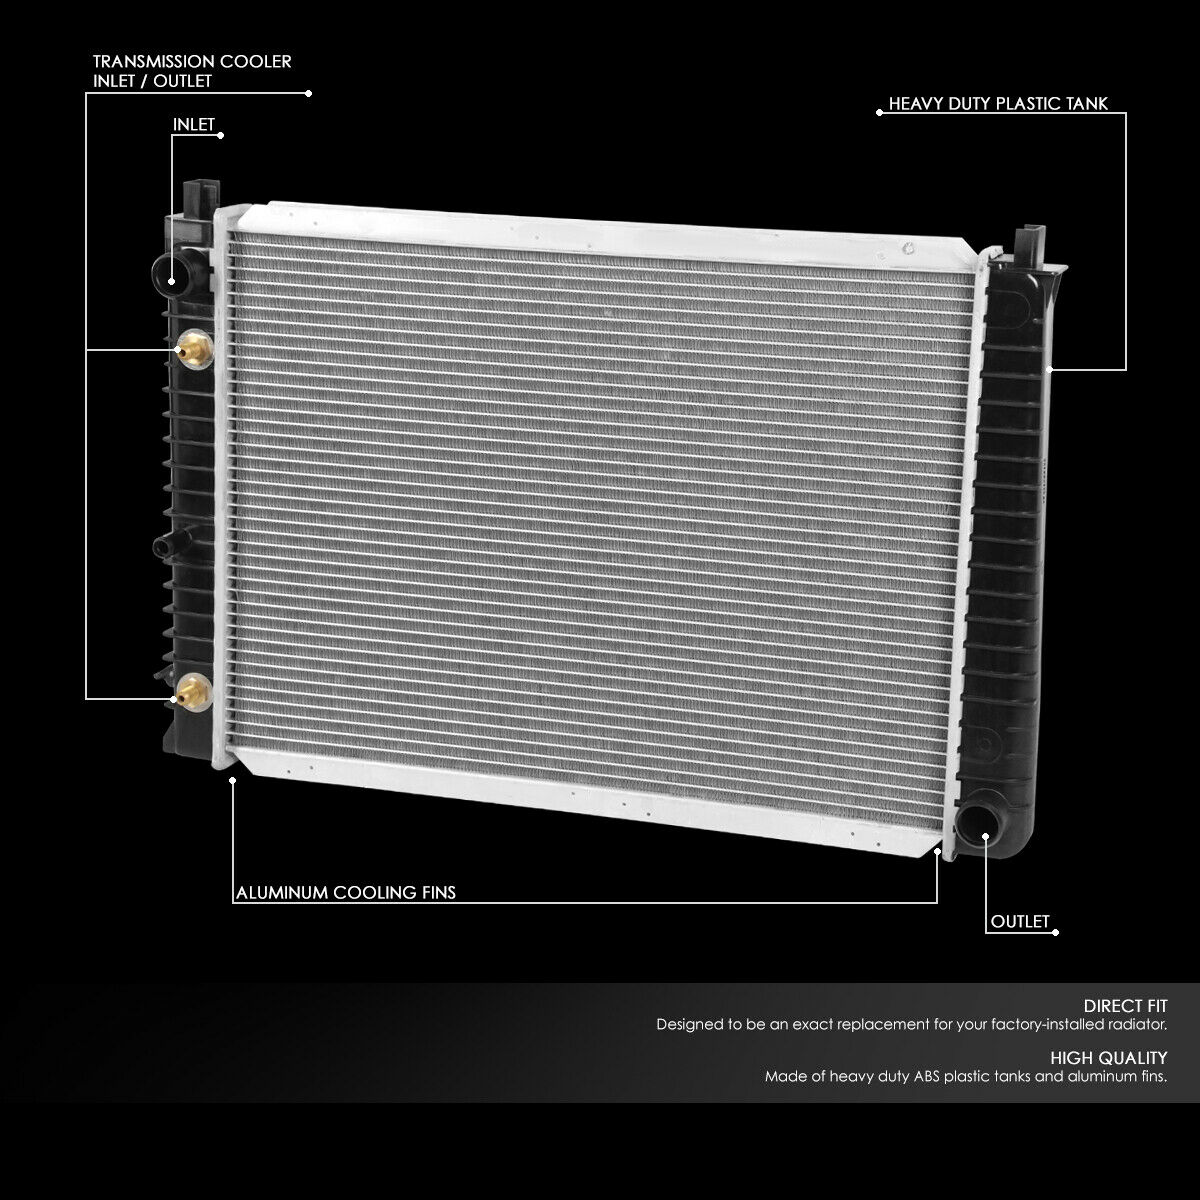 TRANSMISSION COOLER
INLET / OUTLET
INLET
HEAVY DUTY PLASTIC TANK
ALUMINUM COOLING FINS
OUTLET
DIRECT FIT
Designed to be an exact replacement for your factory-installed radiator.
HIGH QUALITY
Made of heavy duty ABS plastic tanks and aluminum fins.